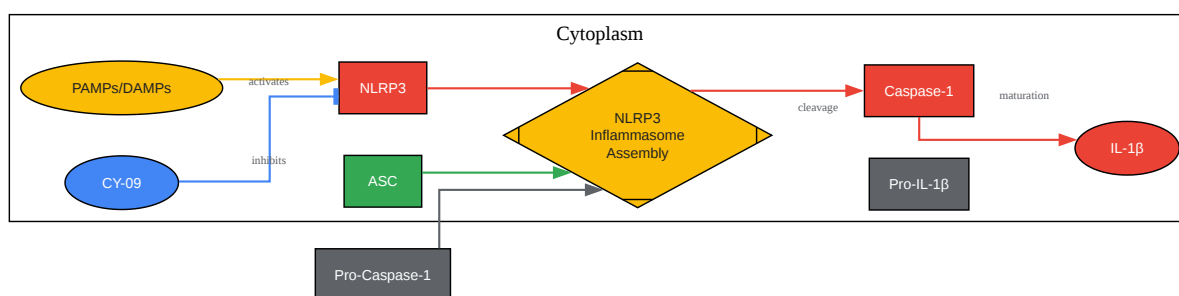 Cytoplasm
PAMPs/DAMPs
activates
NLRP3
NLRP3
Inflammasome
Assembly
cleavage
Caspase-1
maturation
IL-1β
CY-09
inhibits
ASC
Pro-IL-1β
Pro-Caspase-1